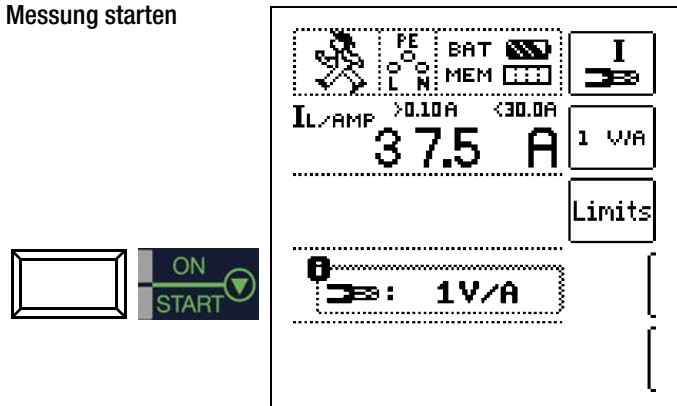 Messung starten
PE
L N
BAT
MEM
I
IL/AMP >0.10A <30.0A
37.5 A
1 V/A
Limits
ON
START
: 1V/A